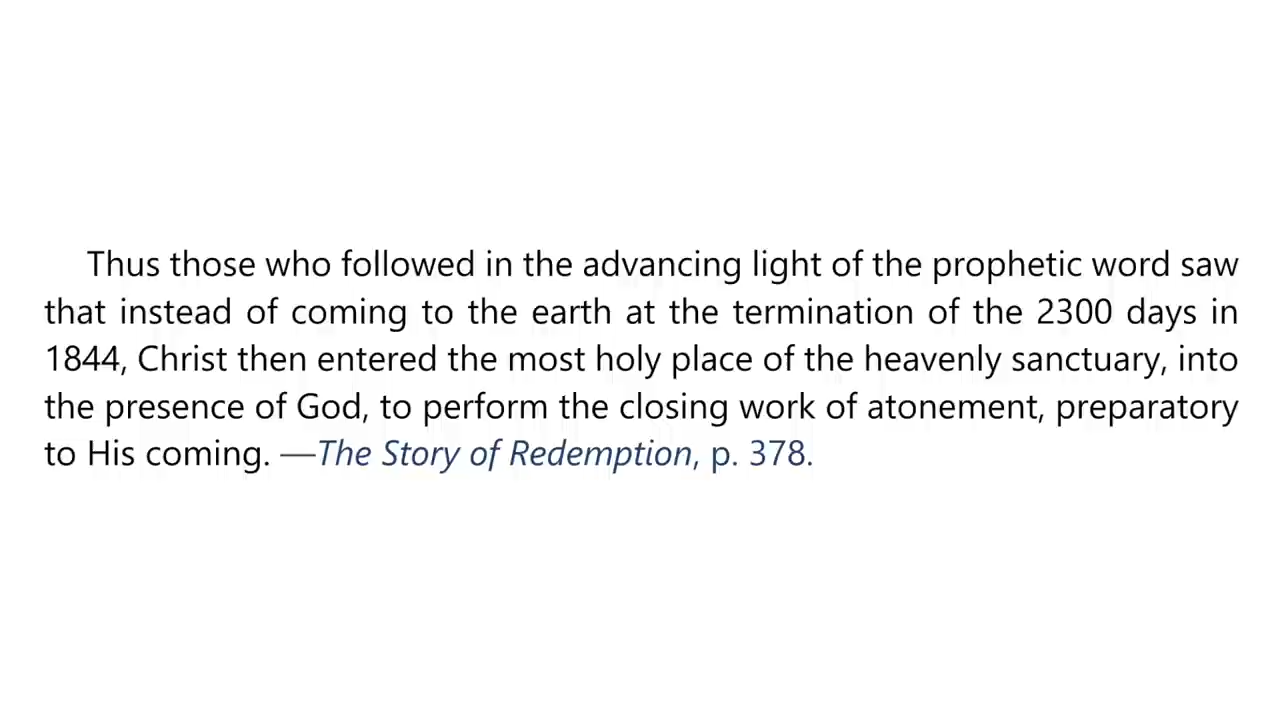 Thus those who followed in the advancing light of the prophetic word saw
that instead of coming to the earth at the termination of the 2300 days in
1844, Christ then entered the most holy place of the heavenly sanctuary, into
the presence of God, to perform the closing work of atonement, preparatory
to His coming. —The Story of Redemption, p. 378.